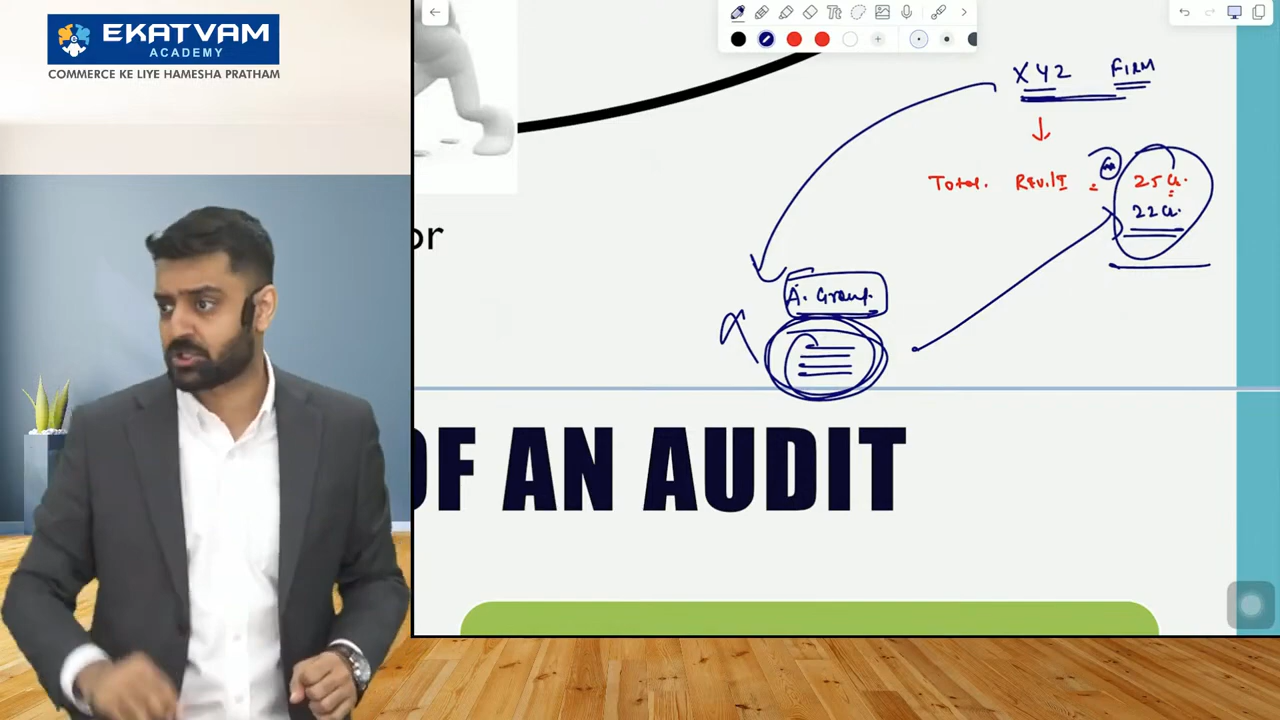 EKATVAM
ACADEMY
COMMERCE KE LIYE HAMESHA PRATHAM
XYZ FIRM
Total. Rev./I
25 Cr.
22 Cr.
or
A. Group.
OF AN AUDIT